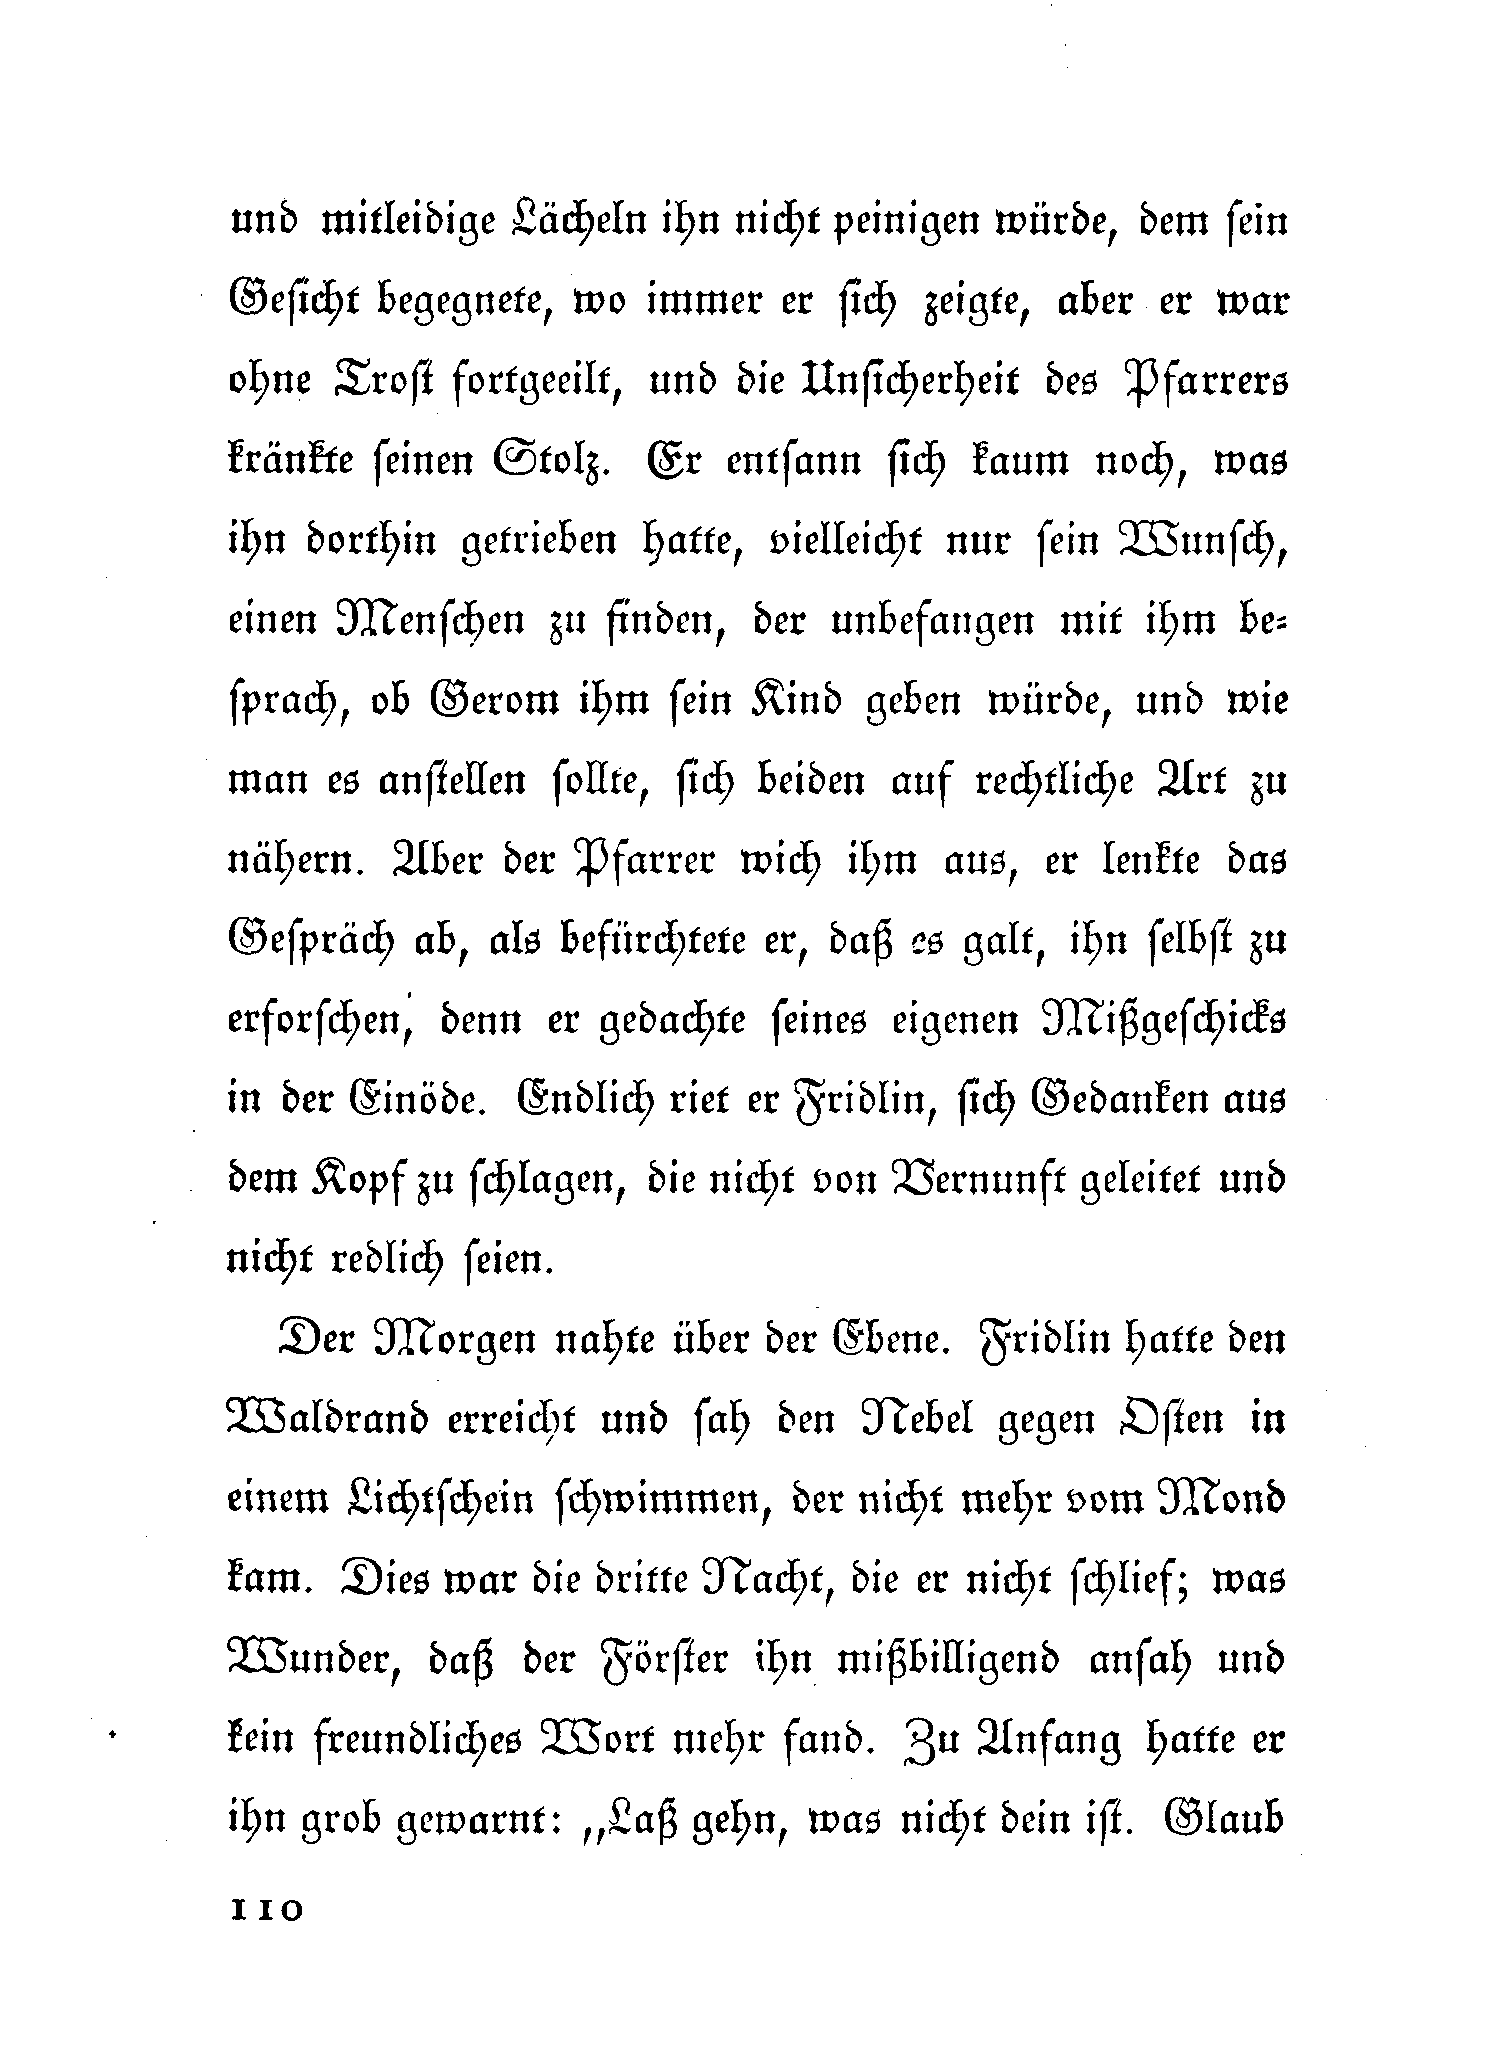 und mitleidige Lächeln ihn nicht peinigen würde, dem ſein
Geſicht begegnete, wo immer er ſich zeigte, aber er war
ohne Troſt fortgeeilt, und die Unſicherheit des Pfarrers
kränkte ſeinen Stolz. Er entſann ſich kaum noch, was
ihn dorthin getrieben hatte, vielleicht nur ſein Wunſch,
einen Menſchen zu finden, der unbefangen mit ihm be-
ſprach, ob Gerom ihm ſein Kind geben würde, und wie
man es anſtellen ſollte, ſich beiden auf rechtliche Art zu
nähern. Aber der Pfarrer wich ihm aus, er lenkte das
Geſpräch ab, als befürchtete er, daß es galt, ihn ſelbſt zu
erforſchen, denn er gedachte ſeines eigenen Mißgeſchicks
in der Einöde. Endlich riet er Fridlin, ſich Gedanken aus
dem Kopf zu ſchlagen, die nicht von Vernunft geleitet und
nicht redlich ſeien.
Der Morgen nahte über der Ebene. Fridlin hatte den
Waldrand erreicht und ſah den Nebel gegen Oſten in
einem Lichtſchein ſchwimmen, der nicht mehr vom Mond
kam. Dies war die dritte Nacht, die er nicht ſchlief; was
Wunder, daß der Förſter ihn mißbilligend anſah und
kein freundliches Wort mehr fand. Zu Anfang hatte er
ihn grob gewarnt: „Laß gehn, was nicht dein iſt. Glaub
110